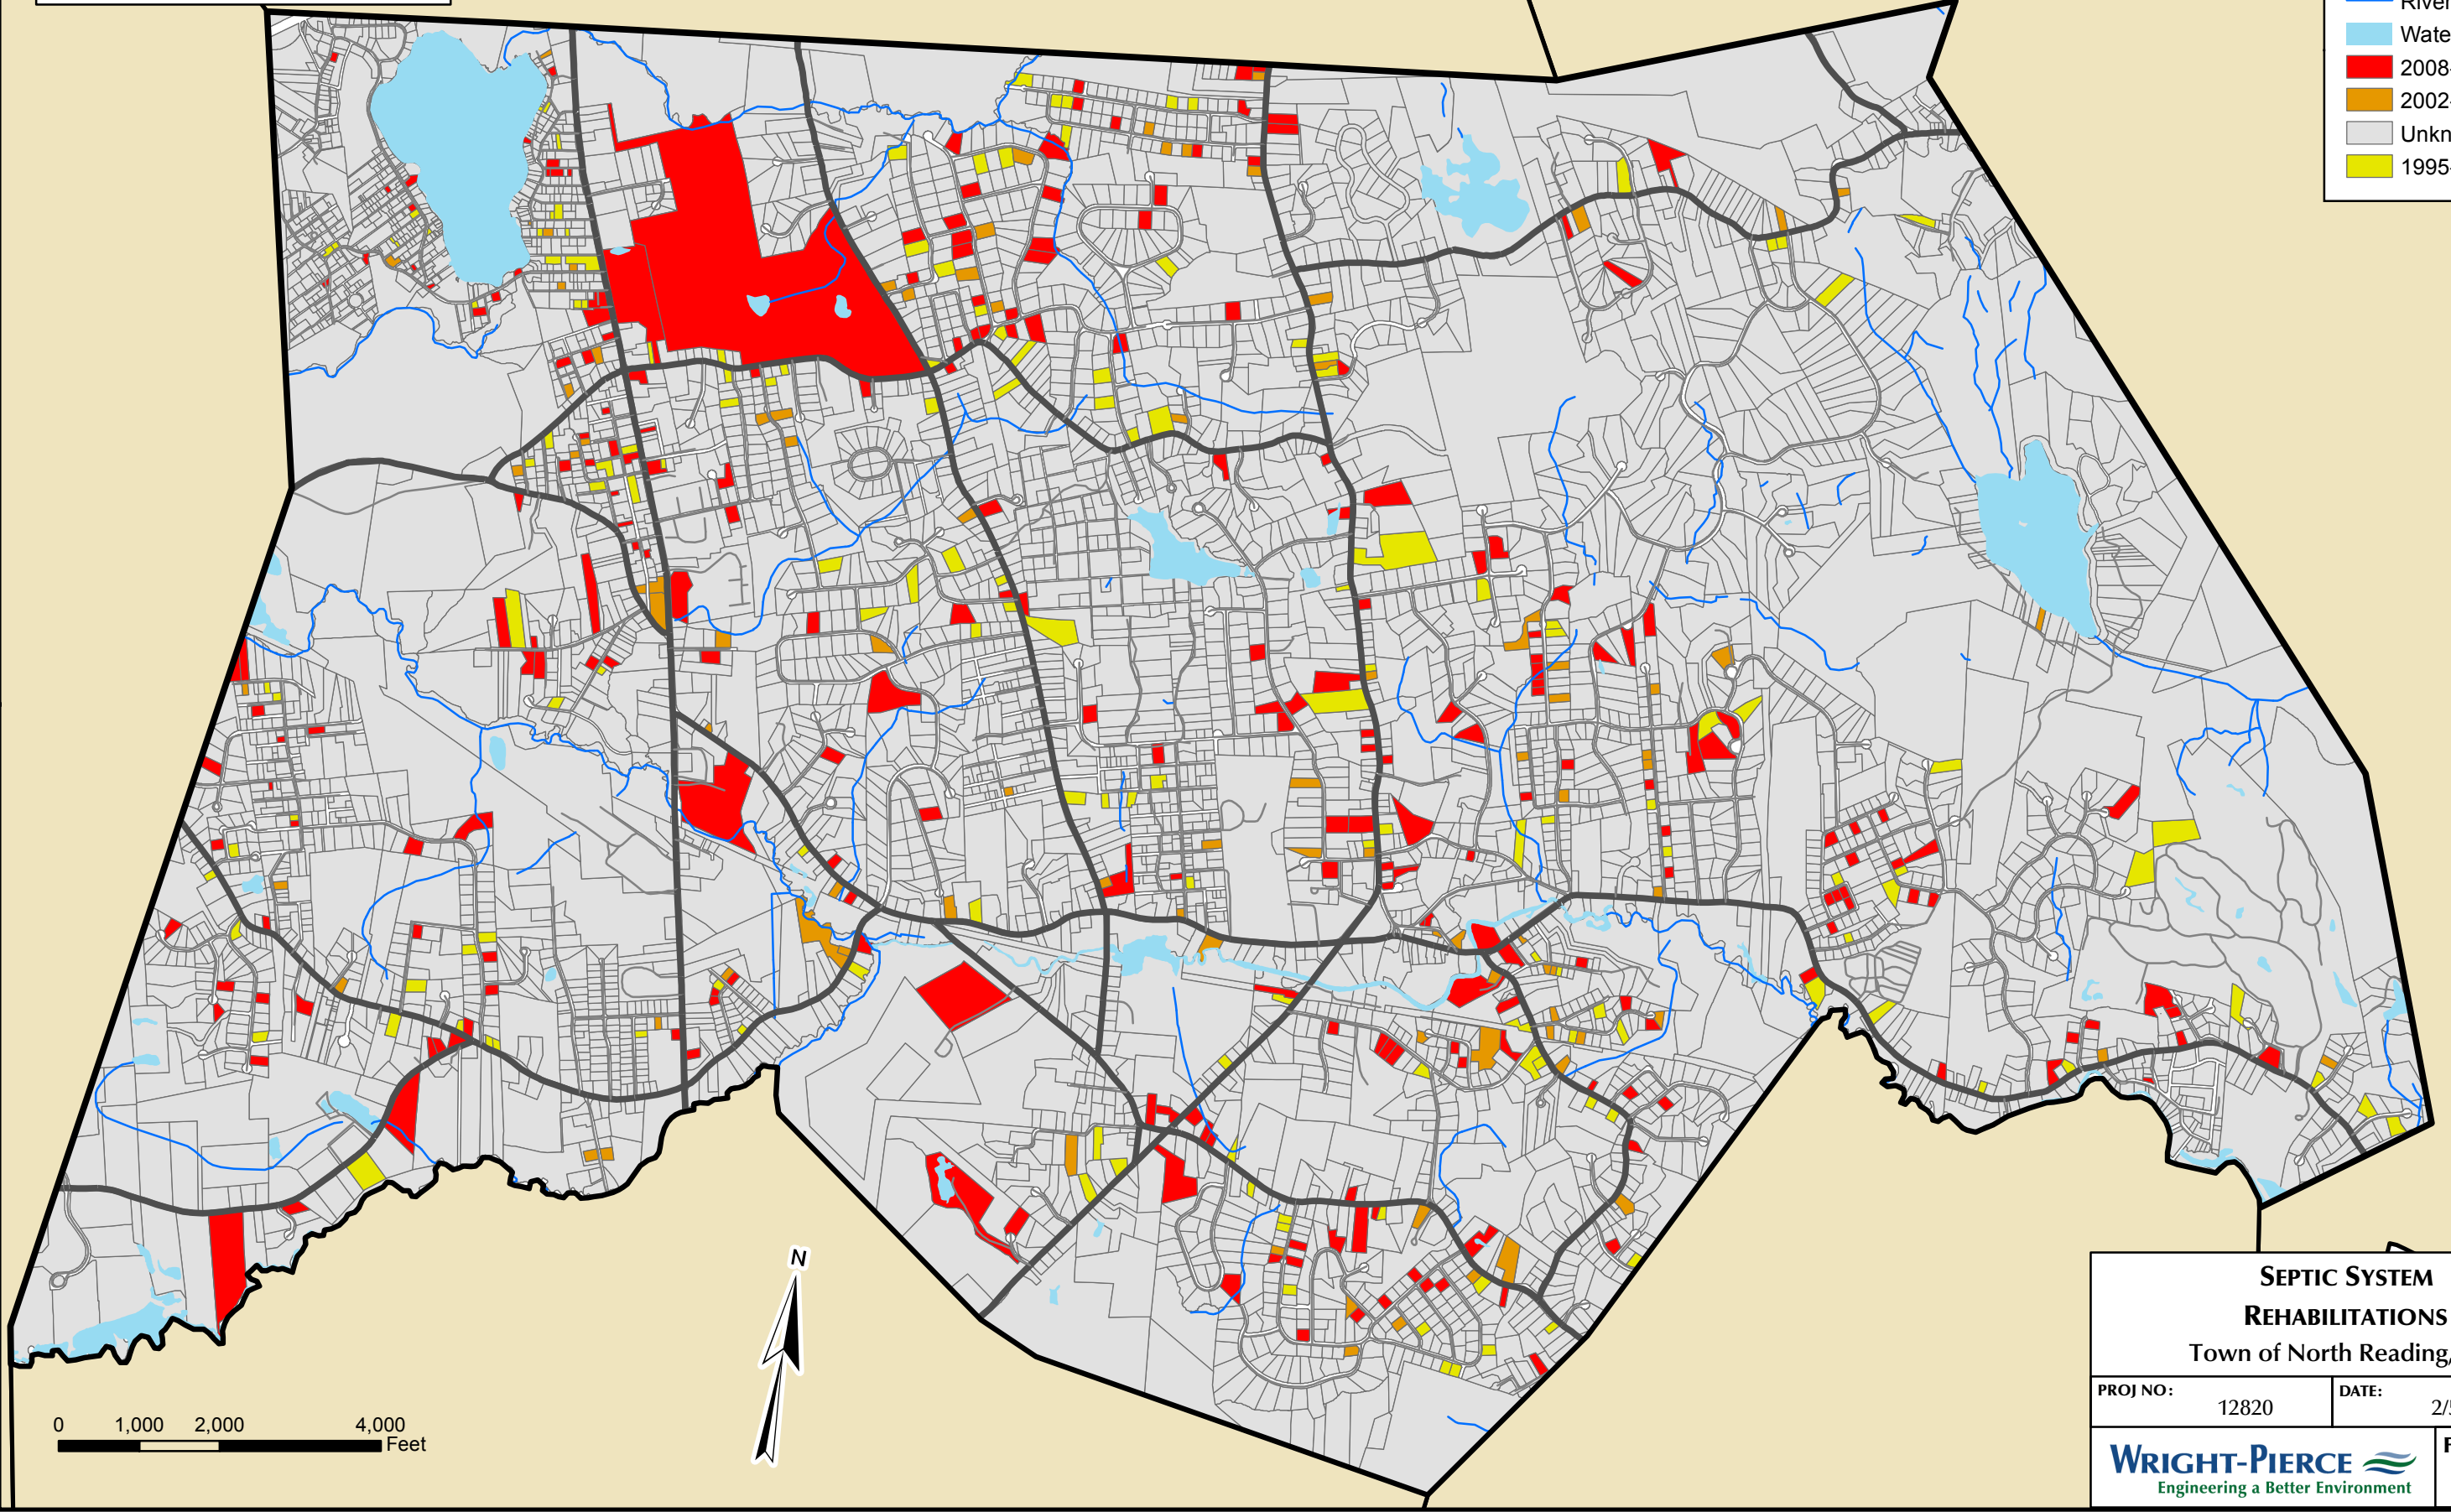 Wate
2008-
2002-
Unkn
1995-
N
0 1,000 2,000 4,000
Feet
SEPTIC SYSTEM
REHABILITATIONS
Town of North Reading,
PROJ NO:
12820
DATE:
2/
WRIGHT-PIERCE
Engineering a Better Environment